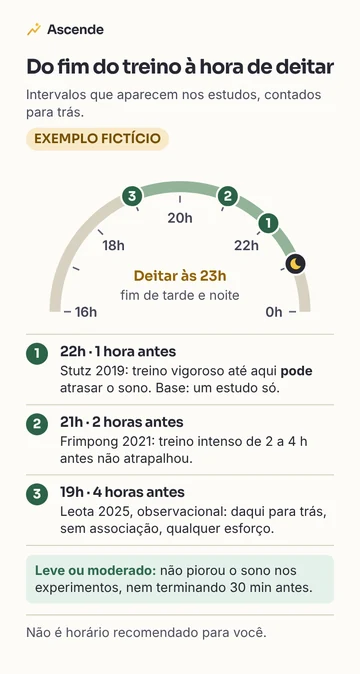 Ascende
Do fim do treino à hora de deitar
Intervalos que aparecem nos estudos, contados
para trás.
EXEMPLO FICTÍCIO
3
2
20h
1
18h
22h
Deitar às 23h
fim de tarde e noite
16h
0h
1
22h · 1 hora antes
Stutz 2019: treino vigoroso até aqui pode
atrasar o sono. Base: um estudo só.
2
21h · 2 horas antes
Frimpong 2021: treino intenso de 2 a 4 h
antes não atrapalhou.
3
19h · 4 horas antes
Leota 2025, observacional: daqui para trás,
sem associação, qualquer esforço.
Leve ou moderado: não piorou o sono nos
experimentos, nem terminando 30 min antes.
Não é horário recomendado para você.